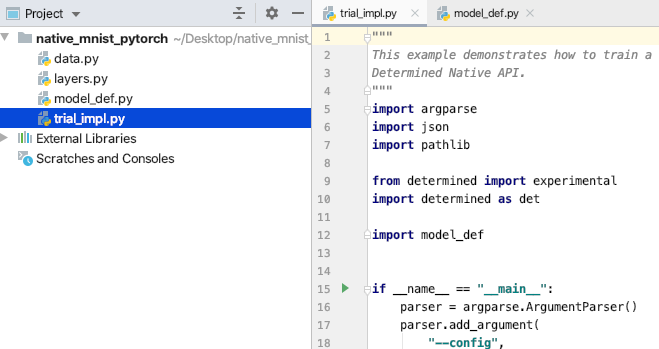 Project
native_mnist_pytorch ~/Desktop/native_mnist_
data.py
layers.py
model_def.py
trial_impl.py
External Libraries
Scratches and Consoles
trial_impl.py
model_def.py
1 """
2 This example demonstrates how to train a
3 Determined Native API.
4 """
5 import argparse
6 import json
7 import pathlib
8
9 from determined import experimental
10 import determined as det
11
12 import model_def
13
14
15 if __name__ == "__main__":
16 parser = argparse.ArgumentParser()
17 parser.add_argument(
18 "--config",